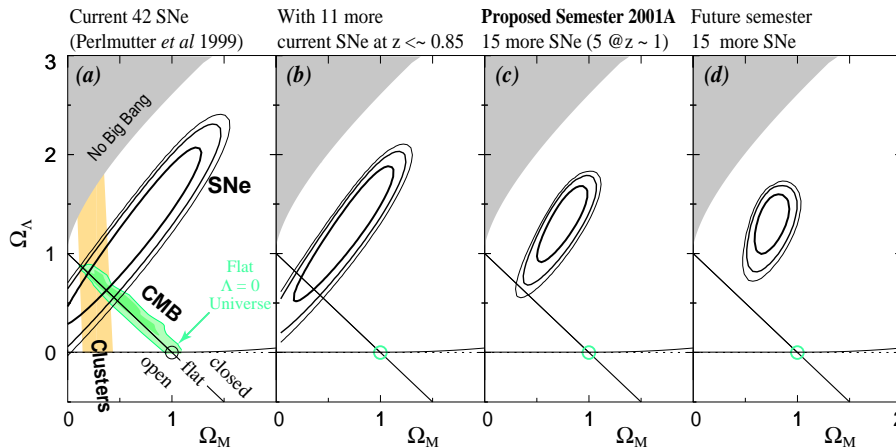 Current 42 SNe
(Perlmutter et al 1999)
With 11 more
current SNe at z <~ 0.85
Proposed Semester 2001A
15 more SNe (5 @z ~ 1)
Future semester
15 more SNe
3
2
1
0
Ω_Λ
(a)
No Big Bang
SNe
CMB
Clusters
Flat
Λ = 0
Universe
open
flat
closed
(b)
(c)
(d)
0
1
0
1
0
1
0
1
2
Ω_M
Ω_M
Ω_M
Ω_M